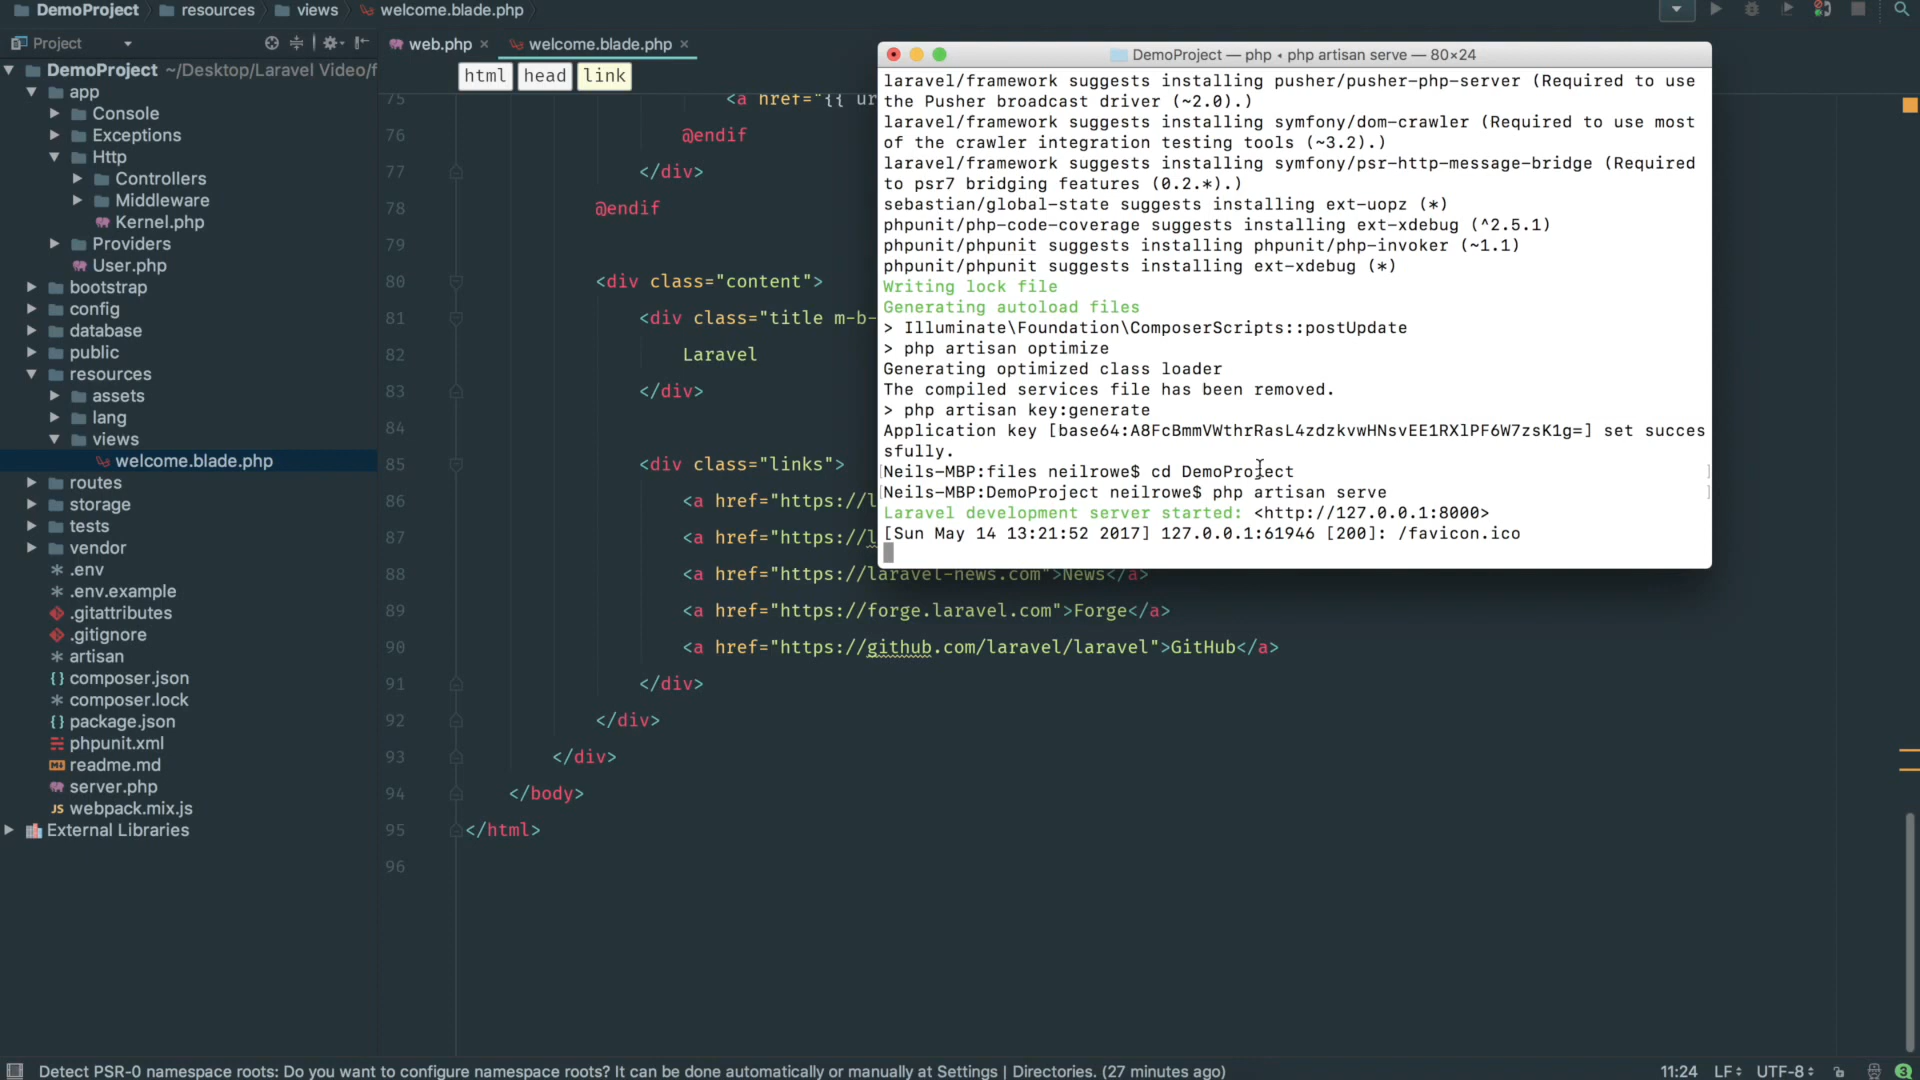 DemoProject resources views welcome.blade.php
Project
web.php welcome.blade.php
html head link
DemoProject ~/Desktop/Laravel Video/f
app
Console
Exceptions
Http
Controllers
Middleware
Kernel.php
Providers
User.php
bootstrap
config
database
public
resources
assets
lang
views
welcome.blade.php
routes
storage
tests
vendor
.env
.env.example
.gitattributes
.gitignore
artisan
composer.json
composer.lock
package.json
phpunit.xml
readme.md
server.php
webpack.mix.js
External Libraries
75 <a href="{{ ur
76 @endif
77 </div>
78 @endif
79
80 <div class="content">
81 <div class="title m-b-
82 Laravel
83 </div>
84
85 <div class="links">
86 <a href="https://l
87 <a href="https://l
88 <a href="https://laravel-news.com">News</a>
89 <a href="https://forge.laravel.com">Forge</a>
90 <a href="https://github.com/laravel/laravel">GitHub</a>
91 </div>
92 </div>
93 </div>
94 </body>
95 </html>
96
DemoProject — php • php artisan serve — 80×24
laravel/framework suggests installing pusher/pusher-php-server (Required to use
the Pusher broadcast driver (~2.0).)
laravel/framework suggests installing symfony/dom-crawler (Required to use most
of the crawler integration testing tools (~3.2).)
laravel/framework suggests installing symfony/psr-http-message-bridge (Required
to psr7 bridging features (0.2.*).)
sebastian/global-state suggests installing ext-uopz (*)
phpunit/php-code-coverage suggests installing ext-xdebug (^2.5.1)
phpunit/phpunit suggests installing phpunit/php-invoker (~1.1)
phpunit/phpunit suggests installing ext-xdebug (*)
Writing lock file
Generating autoload files
> Illuminate\Foundation\ComposerScripts::postUpdate
> php artisan optimize
Generating optimized class loader
The compiled services file has been removed.
> php artisan key:generate
Application key [base64:A8FcBmmVWthrRasL4zdzkvwHNsvEE1RXlPF6W7zsK1g=] set succes
sfully.
[Neils-MBP:files neilrowe$ cd DemoProject ]
[Neils-MBP:DemoProject neilrowe$ php artisan serve ]
Laravel development server started: <http://127.0.0.1:8000>
[Sun May 14 13:21:52 2017] 127.0.0.1:61946 [200]: /favicon.ico
Detect PSR-0 namespace roots: Do you want to configure namespace roots? It can be done automatically or manually at Settings | Directories. (27 minutes ago) 11:24 LF UTF-8 3